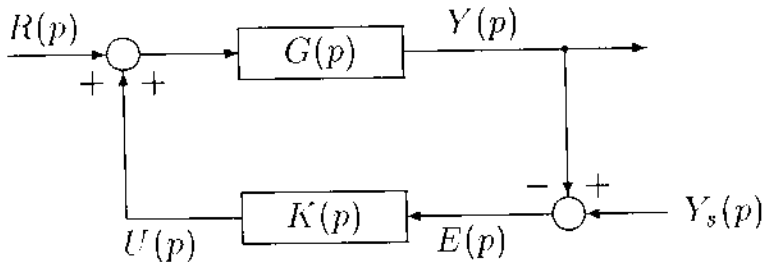 R(p)
G(p)
Y(p)
+ +
− +
K(p)
Y_s(p)
U(p)
E(p)